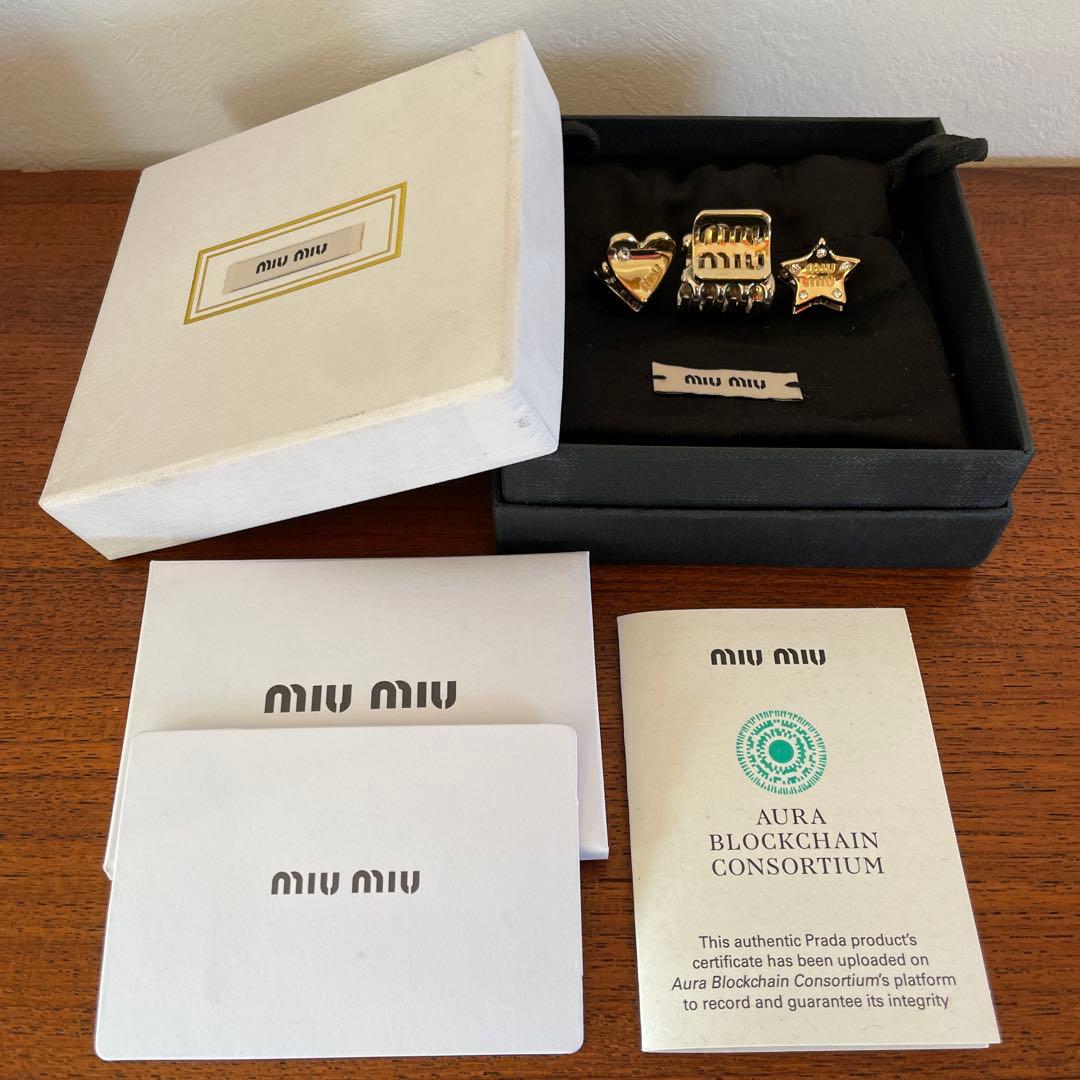 miu miu
miu
miu
miu
miu
miu
miu miu
miu miu
miu miu
miu miu
AURA
BLOCKCHAIN
CONSORTIUM
This authentic Prada product's
certificate has been uploaded on
Aura Blockchain Consortium's platform
to record and guarantee its integrity